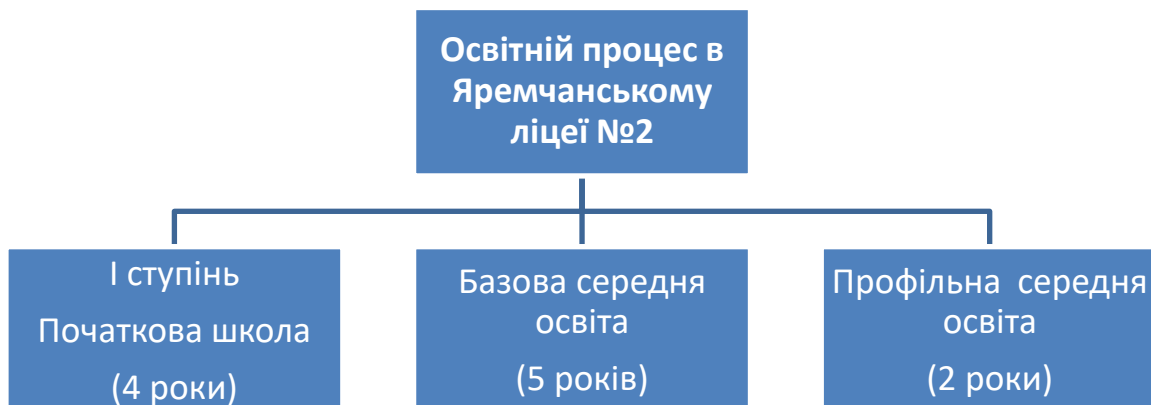 Освітній процес в
Яремчанському
ліцеї №2
І ступінь
Початкова школа
(4 роки)
Базова середня
освіта
(5 років)
Профільна середня
освіта
(2 роки)